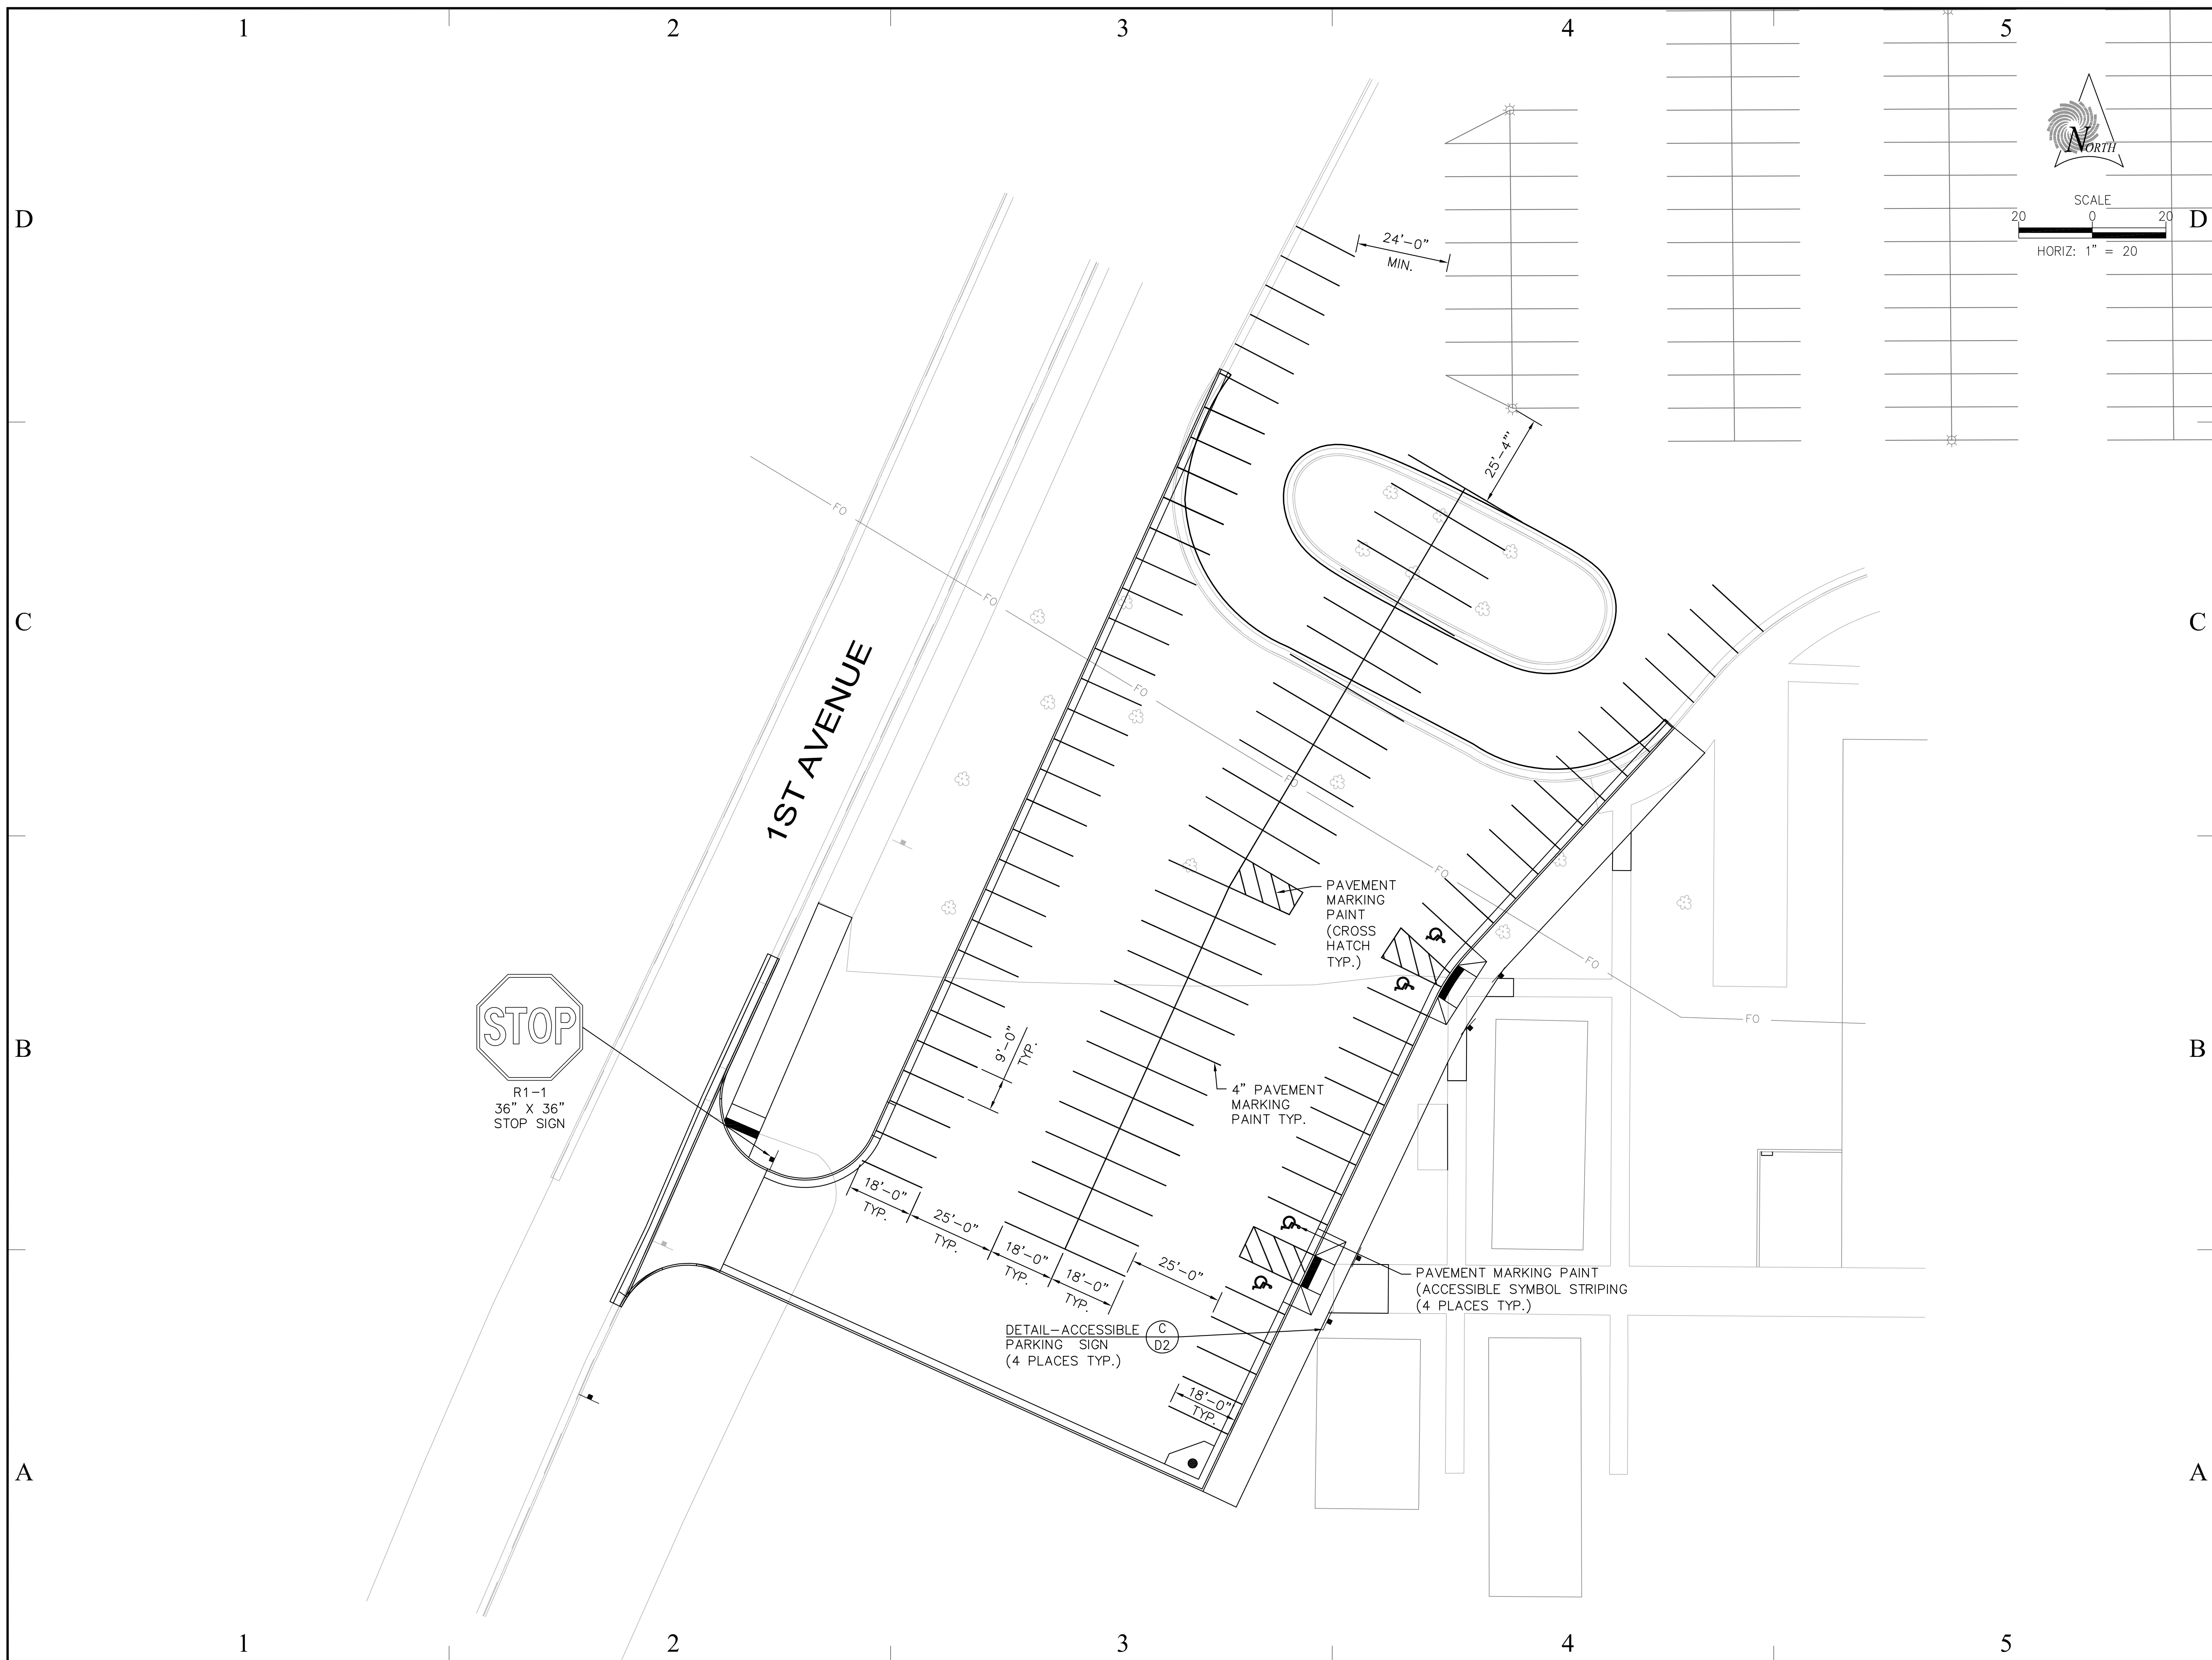 1 2 3 4 5
D
NORTH
SCALE
20 0 20
HORIZ: 1" = 20
D
24'-0"
MIN.
25'-4"'
C
C
FO
FO
FO
FO
FO
FO
FO
1ST AVENUE
PAVEMENT
MARKING
PAINT
(CROSS
HATCH
TYP.)
STOP
R1-1
36" X 36"
STOP SIGN
B
B
9'-0"
TYP.
4" PAVEMENT
MARKING
PAINT TYP.
18'-0"
TYP.
25'-0"
TYP.
18'-0"
TYP.
18'-0"
TYP.
25'-0"
PAVEMENT MARKING PAINT
(ACCESSIBLE SYMBOL STRIPING
(4 PLACES TYP.)
DETAIL-ACCESSIBLE
PARKING SIGN
(4 PLACES TYP.)
C
D2
18'-0"
TYP.
A
A
1 2 3 4 5